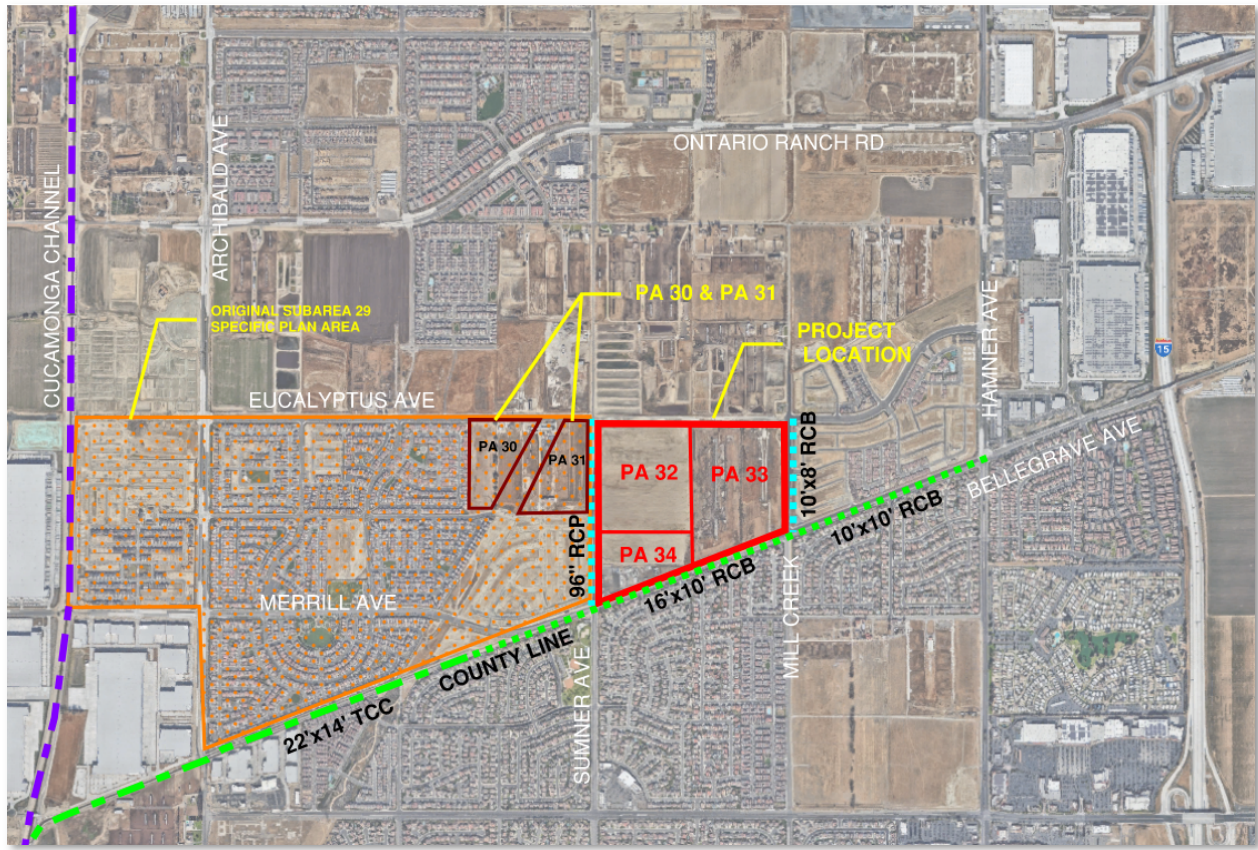 ONTARIO RANCH RD
ARCHIBALD AVE
CUCAMONGA CHANNEL
PA 30 & PA 31
HAMNER AVE
ORIGINAL SUBAREA 29
SPECIFIC PLAN AREA
PROJECT
LOCATION
15
EUCALYPTUS AVE
PA 30
PA 31
PA 32
PA 33
10'x8' RCB
BELLEGRAVE AVE
10'x10' RCB
96" RCP
PA 34
16'x10' RCB
MERRILL AVE
MILL CREEK
COUNTY LINE
SUMNER AVE
22'x14' TCC